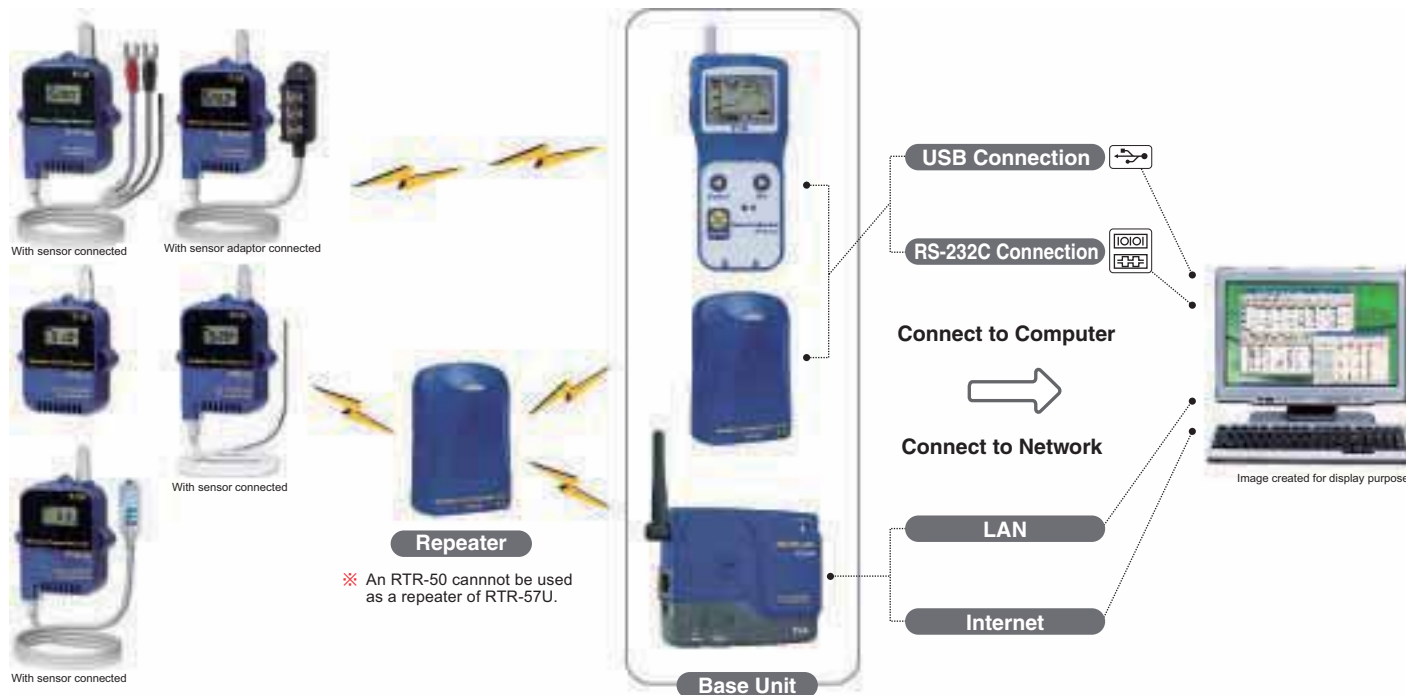 With sensor connected
With sensor adaptor connected
With sensor connected
With sensor connected
Repeater
※ An RTR-50 cannnot be used
as a repeater of RTR-57U.
Base Unit
USB Connection
RS-232C Connection
IOIOI
Connect to Computer
Connect to Network
LAN
Internet
Image created for display purpose